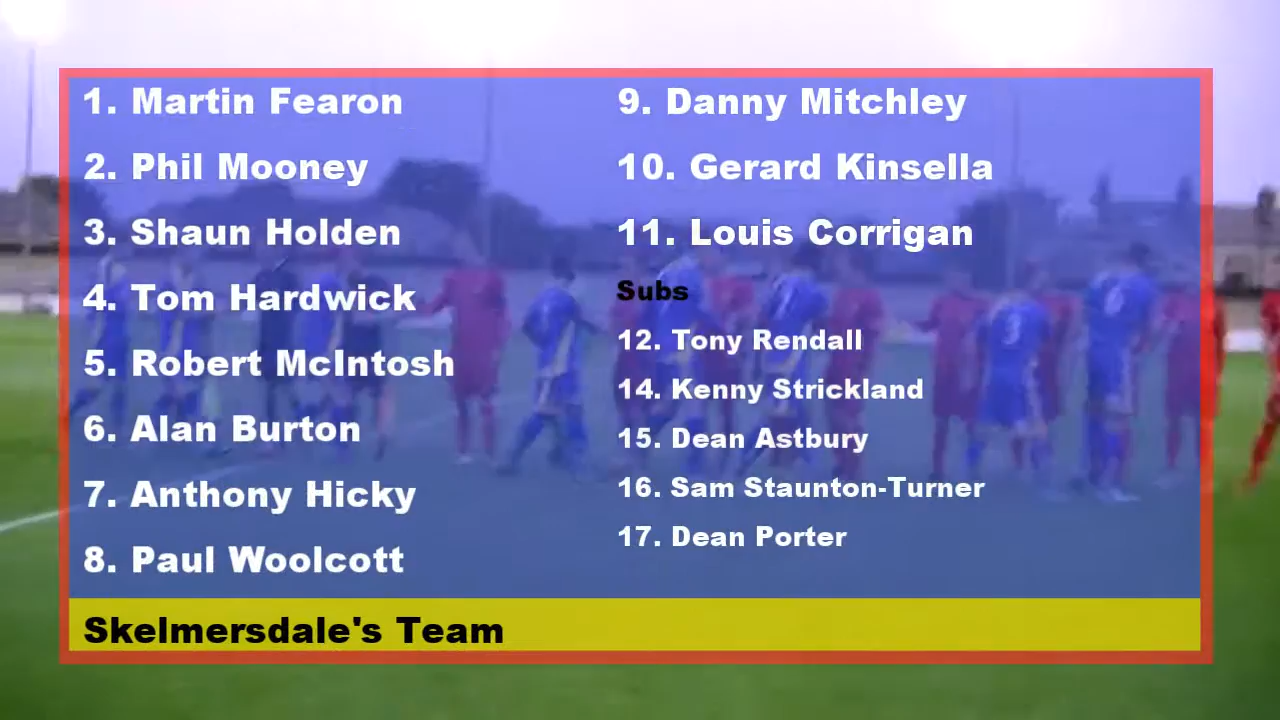 1. Martin Fearon
2. Phil Mooney
3. Shaun Holden
4. Tom Hardwick
5. Robert McIntosh
6. Alan Burton
7. Anthony Hicky
8. Paul Woolcott
9. Danny Mitchley
10. Gerard Kinsella
11. Louis Corrigan
Subs
12. Tony Rendall
14. Kenny Strickland
15. Dean Astbury
16. Sam Staunton-Turner
17. Dean Porter
Skelmersdale's Team
3
6